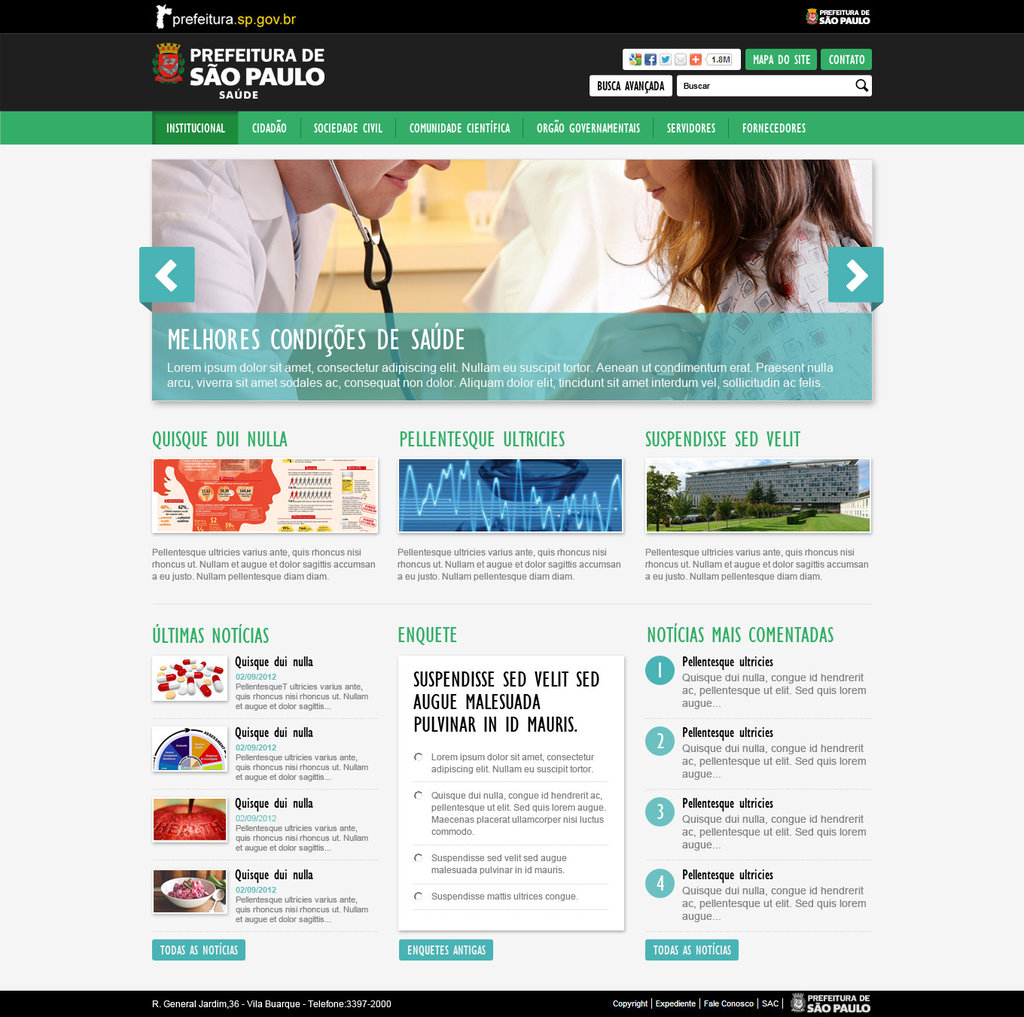 prefeitura.sp.gov.br
PREFEITURA DE
SÃO PAULO
PREFEITURA DE
SÃO PAULO
SAÚDE
1.8M
MAPA DO SITE
CONTATO
BUSCA AVANÇADA
Buscar
INSTITUCIONAL
CIDADÃO
SOCIEDADE CIVIL
COMUNIDADE CIENTÍFICA
ORGÃO GOVERNAMENTAIS
SERVIDORES
FORNECEDORES
MELHORES CONDIÇÕES DE SAÚDE
Lorem ipsum dolor sit amet, consectetur adipiscing elit. Nullam eu suscipit tortor. Aenean ut condimentum erat. Praesent nulla
arcu, viverra sit amet sodales ac, consequat non dolor. Aliquam dolor elit, tincidunt sit amet interdum vel, sollicitudin ac felis.
QUISQUE DUI NULLA
Pellentesque ultricies varius ante, quis rhoncus nisi
rhoncus ut. Nullam et augue et dolor sagittis accumsan
a eu justo. Nullam pellentesque diam diam.
PELLENTESQUE ULTRICIES
Pellentesque ultricies varius ante, quis rhoncus nisi
rhoncus ut. Nullam et augue et dolor sagittis accumsan
a eu justo. Nullam pellentesque diam diam.
SUSPENDISSE SED VELIT
Pellentesque ultricies varius ante, quis rhoncus nisi
rhoncus ut. Nullam et augue et dolor sagittis accumsan
a eu justo. Nullam pellentesque diam diam.
ÚLTIMAS NOTÍCIAS
Quisque dui nulla
02/09/2012
PellentesqueT ultricies varius ante,
quis rhoncus nisi rhoncus ut. Nullam
et augue et dolor sagittis...
Quisque dui nulla
02/09/2012
Pellentesque ultricies varius ante,
quis rhoncus nisi rhoncus ut. Nullam
et augue et dolor sagittis...
Quisque dui nulla
02/09/2012
Pellentesque ultricies varius ante,
quis rhoncus nisi rhoncus ut. Nullam
et augue et dolor sagittis...
Quisque dui nulla
02/09/2012
Pellentesque ultricies varius ante,
quis rhoncus nisi rhoncus ut. Nullam
et augue et dolor sagittis...
TODAS AS NOTÍCIAS
ENQUETE
SUSPENDISSE SED VELIT SED
AUGUE MALESUADA
PULVINAR IN ID MAURIS.
Lorem ipsum dolor sit amet, consectetur
adipiscing elit. Nullam eu suscipit tortor.
Quisque dui nulla, congue id hendrerit ac,
pellentesque ut elit. Sed quis lorem augue.
Maecenas placerat ullamcorper nisi luctus
commodo.
Suspendisse sed velit sed augue
malesuada pulvinar in id mauris.
Suspendisse mattis ultrices congue.
ENQUETES ANTIGAS
NOTÍCIAS MAIS COMENTADAS
1
Pellentesque ultricies
Quisque dui nulla, congue id hendrerit
ac, pellentesque ut elit. Sed quis lorem
augue...
2
Pellentesque ultricies
Quisque dui nulla, congue id hendrerit
ac, pellentesque ut elit. Sed quis lorem
augue...
3
Pellentesque ultricies
Quisque dui nulla, congue id hendrerit
ac, pellentesque ut elit. Sed quis lorem
augue...
4
Pellentesque ultricies
Quisque dui nulla, congue id hendrerit
ac, pellentesque ut elit. Sed quis lorem
augue...
TODAS AS NOTÍCIAS
R. General Jardim,36 - Vila Buarque - Telefone:3397-2000
Copyright | Expediente | Fale Conosco | SAC |
PREFEITURA DE
SÃO PAULO